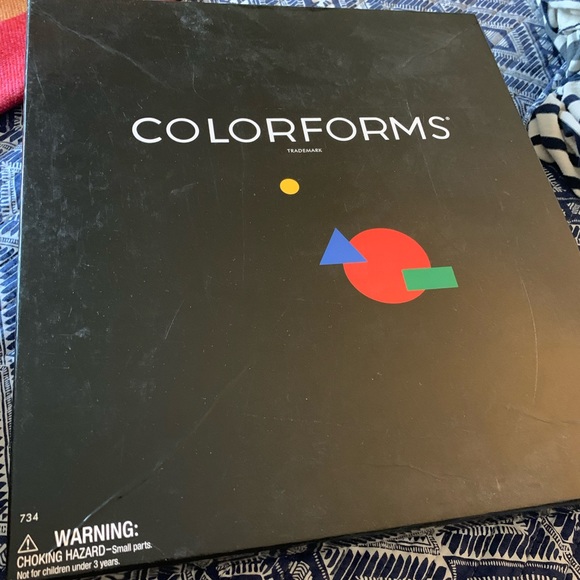 COLORFORMS®
TRADEMARK
734
WARNING:
CHOKING HAZARD-Small parts.
Not for children under 3 years.